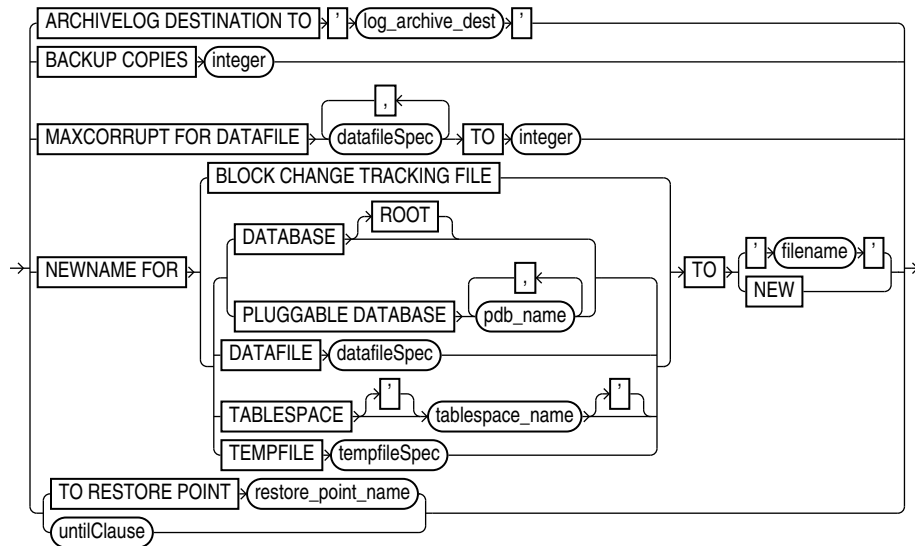 ARCHIVELOG DESTINATION TO ' log_archive_dest '
BACKUP COPIES integer
,
MAXCORRUPT FOR DATAFILE datafileSpec TO integer
BLOCK CHANGE TRACKING FILE
ROOT
DATABASE
NEWNAME FOR
,
PLUGGABLE DATABASE pdb_name
TO
' filename '
NEW
DATAFILE datafileSpec
TABLESPACE ' tablespace_name '
TEMPFILE tempfileSpec
TO RESTORE POINT restore_point_name
untilClause